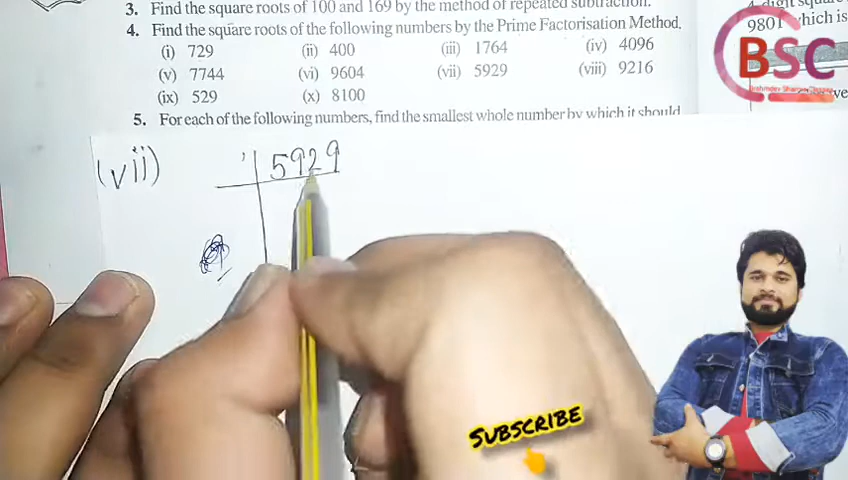 3. Find the square roots of 100 and 169 by the method of repeated subtraction.
4. Find the square roots of the following numbers by the Prime Factorisation Method.
(i) 729 (ii) 400 (iii) 1764 (iv) 4096
(v) 7744 (vi) 9604 (vii) 5929 (viii) 9216
(ix) 529 (x) 8100
5. For each of the following numbers, find the smallest whole number by which it should
4-digit squar
9801 which is
BSC
(vii) 5929
SUBSCRIBE